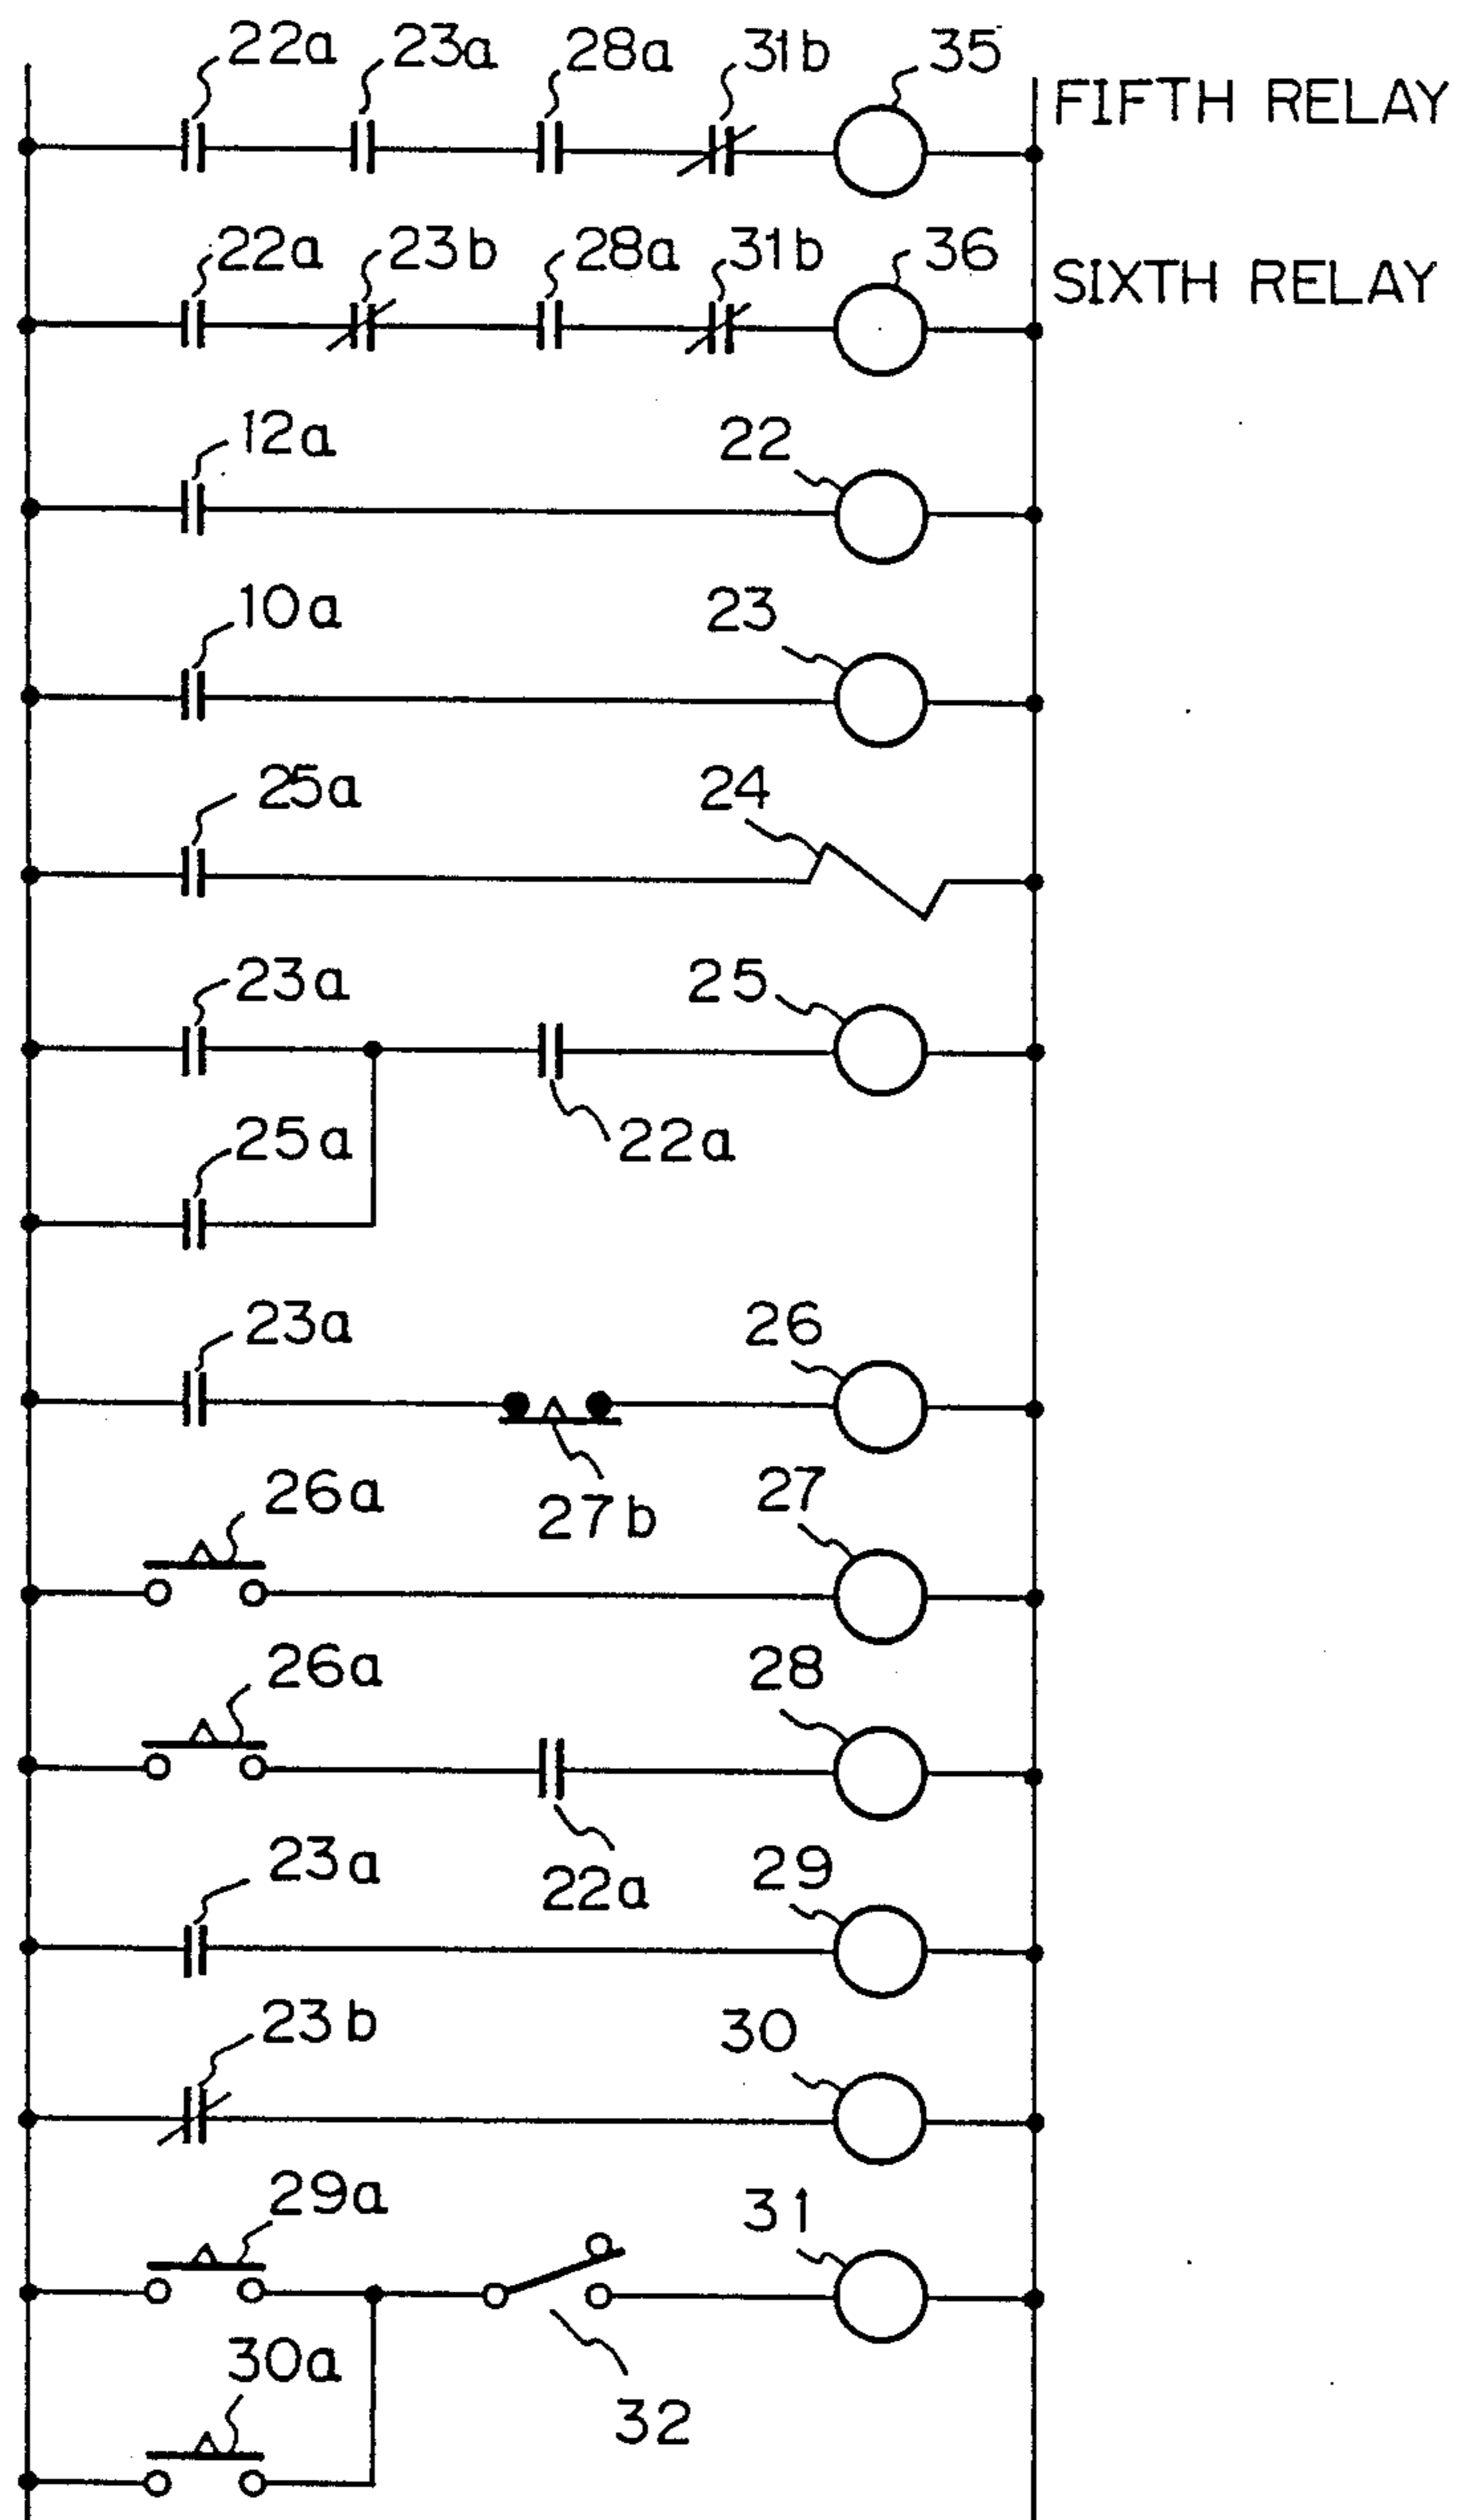 22a 23a 28a 31b 35 FIFTH RELAY
22a 23b 28a 31b 36 SIXTH RELAY
12a 22
10a 23
25a 24
23a 25
22a
25a
23a 26
27b
26a 27
26a 28
22a
23a 29
23b 30
29a 31
32
30a